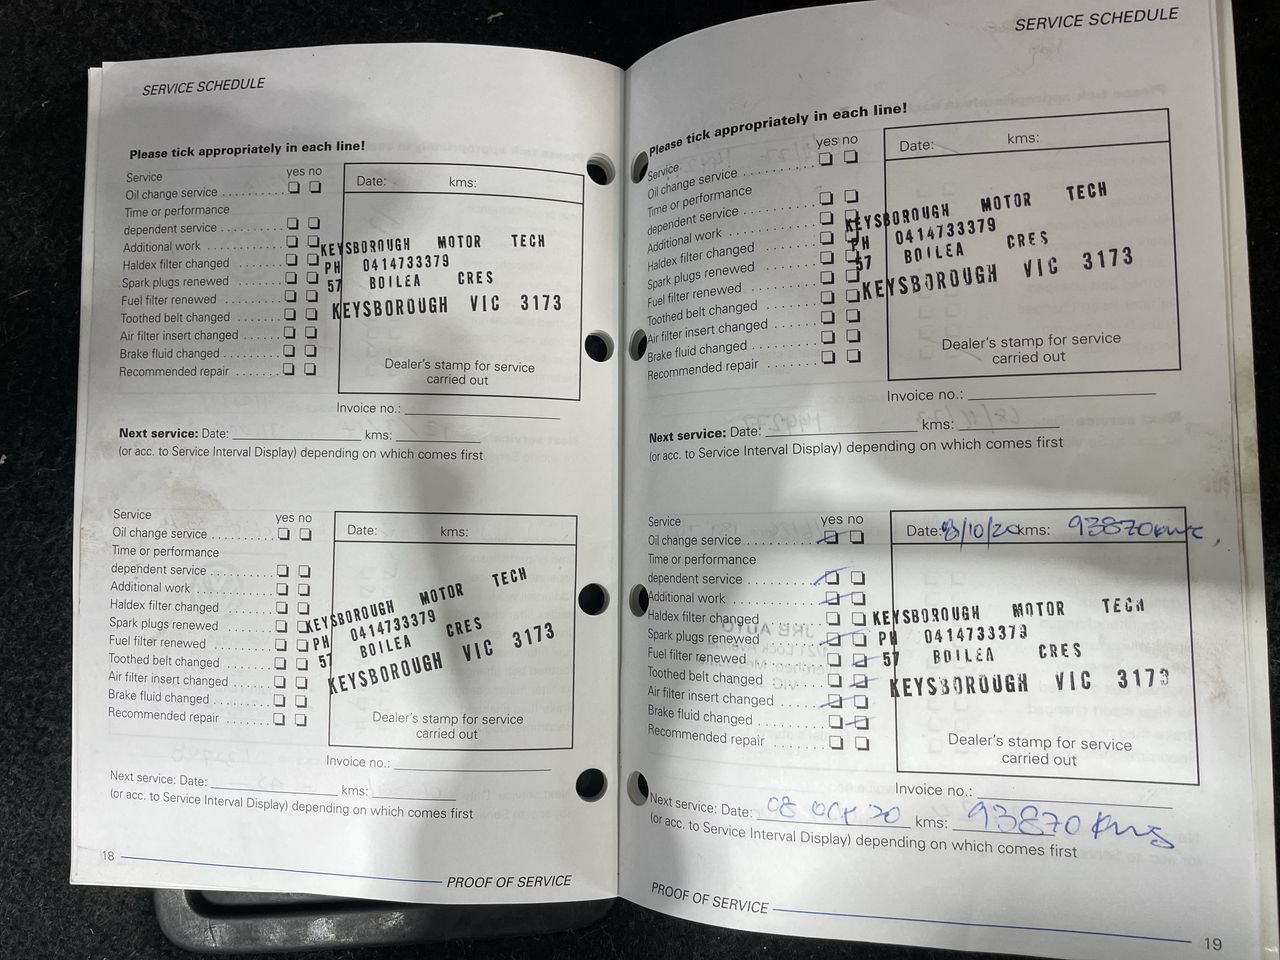 SERVICE SCHEDULE
Please tick appropriately in each line!
Service yes no
Oil change service
Time or performance
dependent service
Additional work
Haldex filter changed
Spark plugs renewed
Fuel filter renewed
Toothed belt changed
Air filter insert changed
Brake fluid changed
Recommended repair
Date: kms:
KEYSBOROUGH MOTOR TECH
PH 0414733379
57 BOILEA CRES
KEYSBOROUGH VIC 3173
Dealer's stamp for service
carried out
Invoice no.:
Next service: Date: kms:
(or acc. to Service Interval Display) depending on which comes first
Service yes no
Oil change service
Time or performance
dependent service
Additional work
Haldex filter changed
Spark plugs renewed
Fuel filter renewed
Toothed belt changed
Air filter insert changed
Brake fluid changed
Recommended repair
Date: kms:
KEYSBOROUGH MOTOR TECH
PH 0414733379
57 BOILEA CRES
KEYSBOROUGH VIC 3173
Dealer's stamp for service
carried out
Invoice no.:
Next service: Date: kms:
(or acc. to Service Interval Display) depending on which comes first
18 PROOF OF SERVICE
SERVICE SCHEDULE
Please tick appropriately in each line!
Service yes no
Oil change service
Time or performance
dependent service
Additional work
Haldex filter changed
Spark plugs renewed
Fuel filter renewed
Toothed belt changed
Air filter insert changed
Brake fluid changed
Recommended repair
Date: kms:
KEYSBOROUGH MOTOR TECH
PH 0414733379
57 BOILEA CRES
KEYSBOROUGH VIC 3173
Dealer's stamp for service
carried out
Invoice no.:
Next service: Date: kms:
(or acc. to Service Interval Display) depending on which comes first
Service yes no
Oil change service
Time or performance
dependent service
Additional work
Haldex filter changed
Spark plugs renewed
Fuel filter renewed
Toothed belt changed
Air filter insert changed
Brake fluid changed
Recommended repair
Date: 8/10/20 kms: 93870kms
KEYSBOROUGH MOTOR TECH
PH 0414733379
57 BOILEA CRES
KEYSBOROUGH VIC 3173
Dealer's stamp for service
carried out
Invoice no.:
Next service: Date: 08 OCT 20 kms: 93870 kms
(or acc. to Service Interval Display) depending on which comes first
PROOF OF SERVICE 19